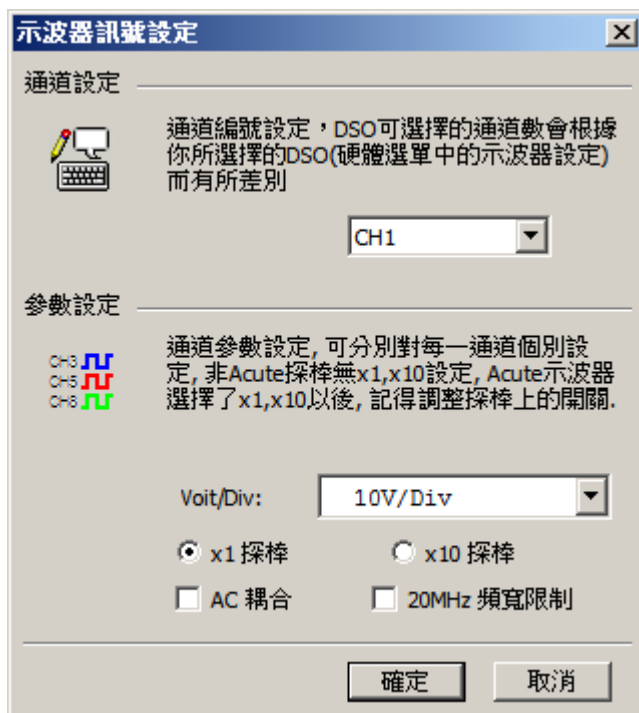 示波器訊號設定
通道設定
通道編號設定，DSO可選擇的通道數會根據
你所選擇的DSO(硬體選單中的示波器設定)
而有所差別
CH1
參數設定
CH3
CH5
CH8
通道參數設定, 可分別對每一通道個別設
定, 非Acute探棒無x1,x10設定, Acute示波器
選擇了x1,x10以後, 記得調整探棒上的開關.
Voit/Div:
10V/Div
x1 探棒
x10 探棒
AC 耦合
20MHz 頻寬限制
確定
取消